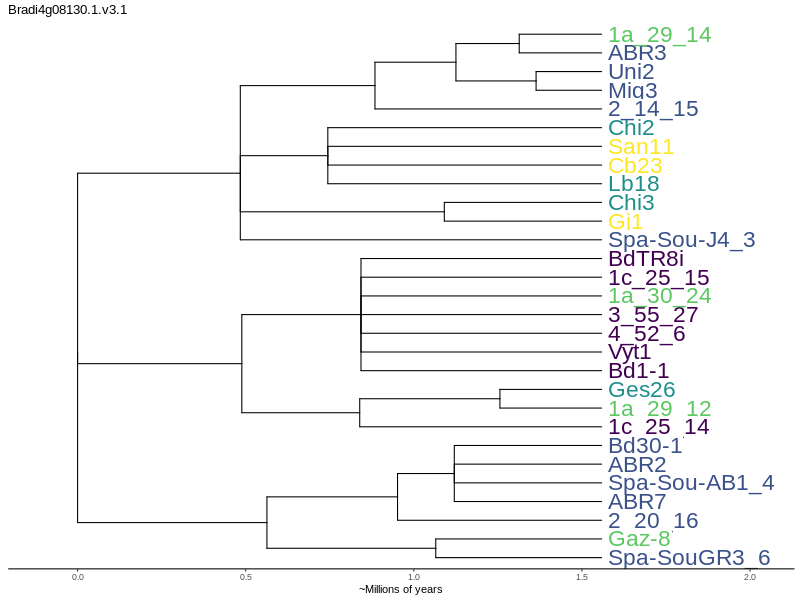 Bradi4g08130.1.v3.1
1a_29_14
ABR3
Uni2
Mig3
2_14_15
Chi2
San11
Cb23
Lb18
Chi3
Gi1
Spa-Sou-J4_3
BdTR8i
1c_25_15
1a_30_24
3_55_27
4_52_6
Vyt1
Bd1-1
Ges26
1a_29_12
1c_25_14
Bd30-1
ABR2
Spa-Sou-AB1_4
ABR7
2_20_16
Gaz-8
Spa-SouGR3_6
0.0 0.5 1.0 1.5 2.0
~Millions of years